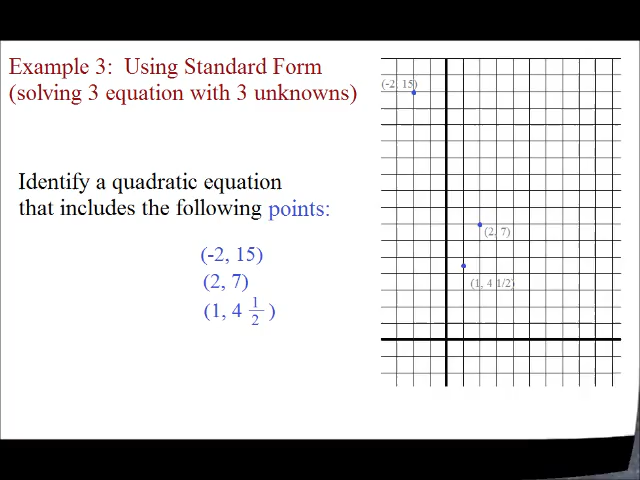 Example 3:  Using Standard Form
(solving 3 equation with 3 unknowns)
Identify a quadratic equation
that includes the following points:
(-2, 15)
(2, 7)
(1, 4 1/2 )
(-2, 15)
(2, 7)
(1, 4 1/2)